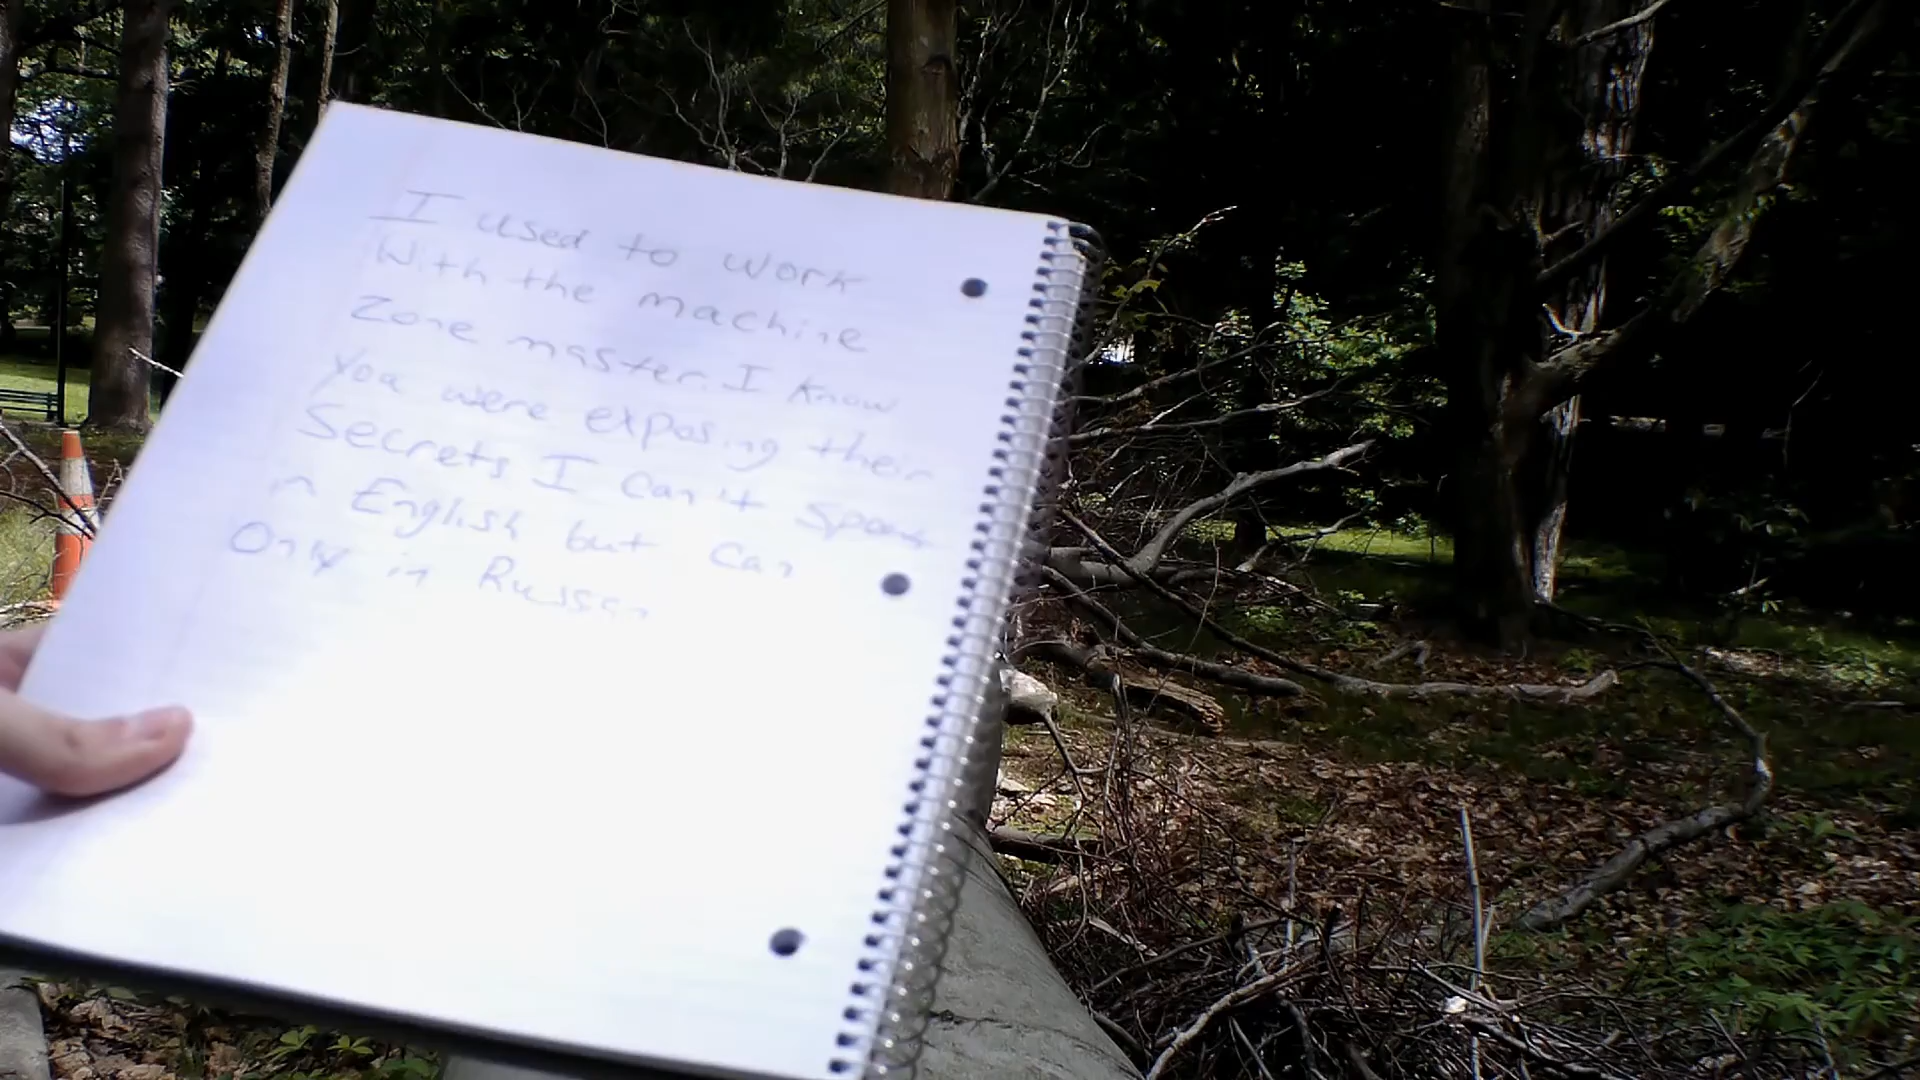 I used to work
With the machine
Zone master. I know
you were exposing their
Secrets I can't speak
in English but can
Only in Russian